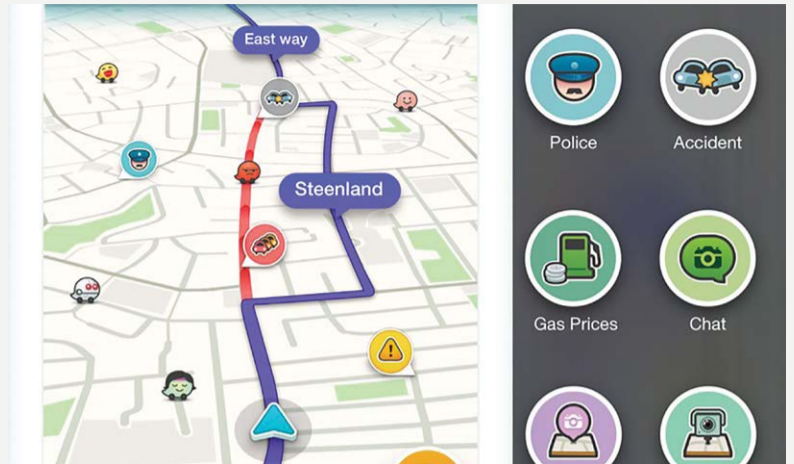 East way
Steenland
Police
Accident
Gas Prices
Chat